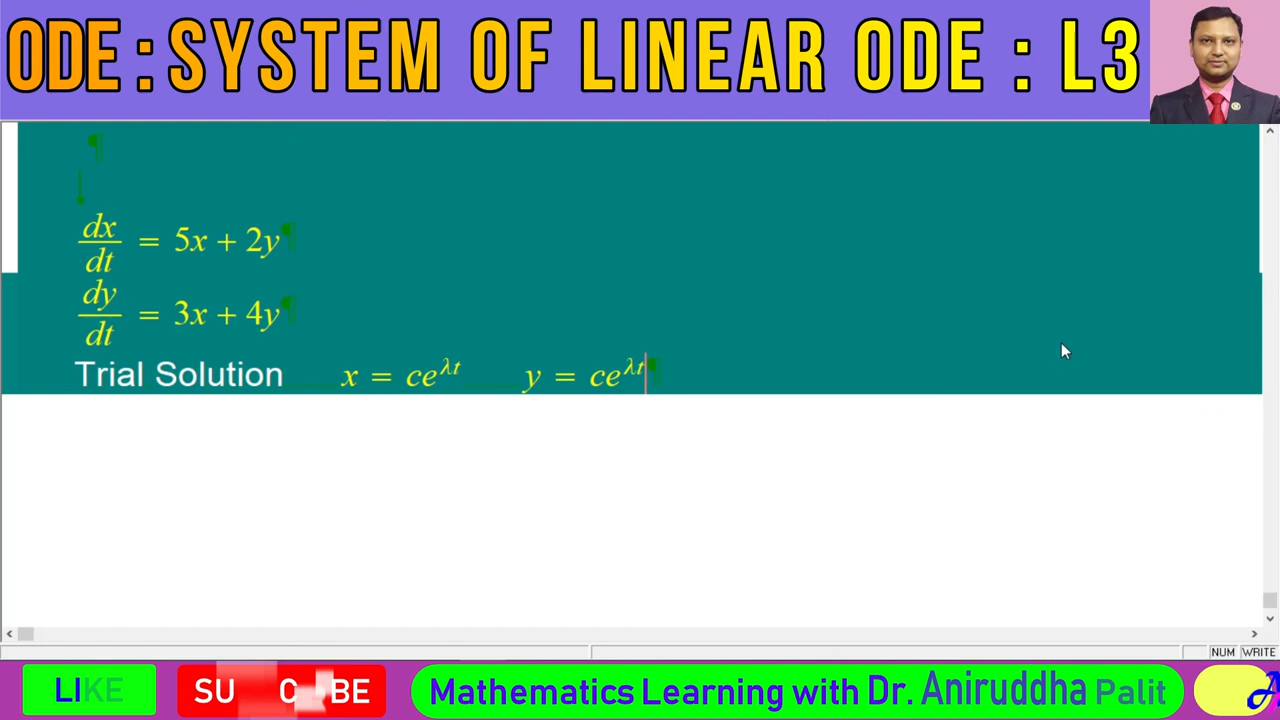 ODE : SYSTEM OF LINEAR ODE : L3
dx/dt = 5x + 2y
dy/dt = 3x + 4y
Trial Solution x = ce^{λt} y = ce^{λt}
NUM WRITE
LIKE SU C BE Mathematics Learning with Dr. Aniruddha Palit A